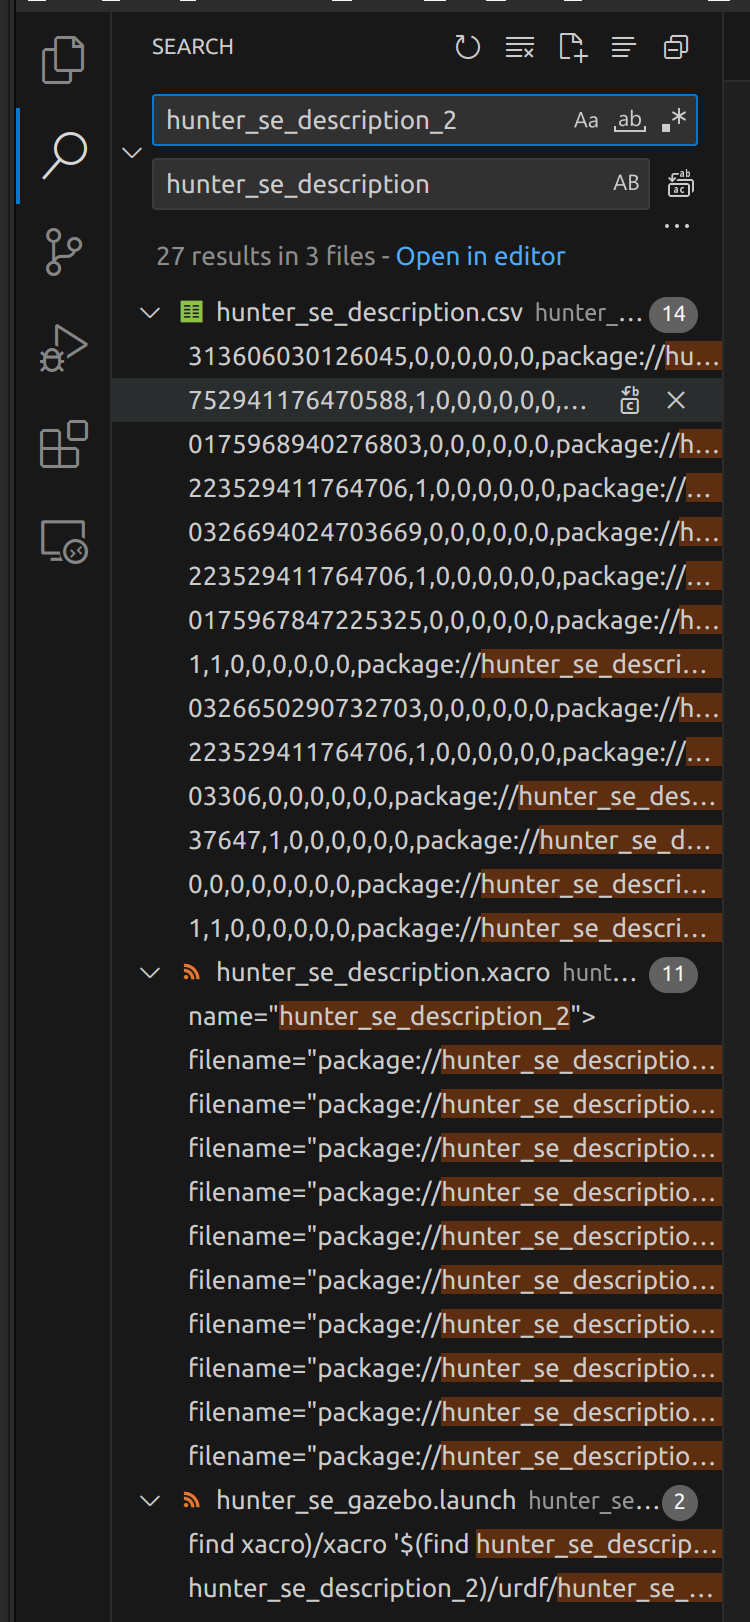 SEARCH
hunter_se_description_2 Aa ab .*
hunter_se_description AB
27 results in 3 files - Open in editor
hunter_se_description.csv hunter_... 14
313606030126045,0,0,0,0,0,0,package://hu...
752941176470588,1,0,0,0,0,0,0,...
0175968940276803,0,0,0,0,0,0,package://h...
223529411764706,1,0,0,0,0,0,0,package://...
0326694024703669,0,0,0,0,0,0,package://h...
223529411764706,1,0,0,0,0,0,0,package://...
0175967847225325,0,0,0,0,0,0,package://h...
1,1,0,0,0,0,0,0,package://hunter_se_descri...
0326650290732703,0,0,0,0,0,0,package://h...
223529411764706,1,0,0,0,0,0,0,package://...
03306,0,0,0,0,0,0,package://hunter_se_des...
37647,1,0,0,0,0,0,0,package://hunter_se_d...
0,0,0,0,0,0,0,0,package://hunter_se_descri...
1,1,0,0,0,0,0,0,package://hunter_se_descri...
hunter_se_description.xacro hunt... 11
name="hunter_se_description_2">
filename="package://hunter_se_descriptio...
filename="package://hunter_se_descriptio...
filename="package://hunter_se_descriptio...
filename="package://hunter_se_descriptio...
filename="package://hunter_se_descriptio...
filename="package://hunter_se_descriptio...
filename="package://hunter_se_descriptio...
filename="package://hunter_se_descriptio...
filename="package://hunter_se_descriptio...
filename="package://hunter_se_descriptio...
hunter_se_gazebo.launch hunter_se... 2
find xacro)/xacro '$(find hunter_se_descrip...
hunter_se_description_2)/urdf/hunter_se_...